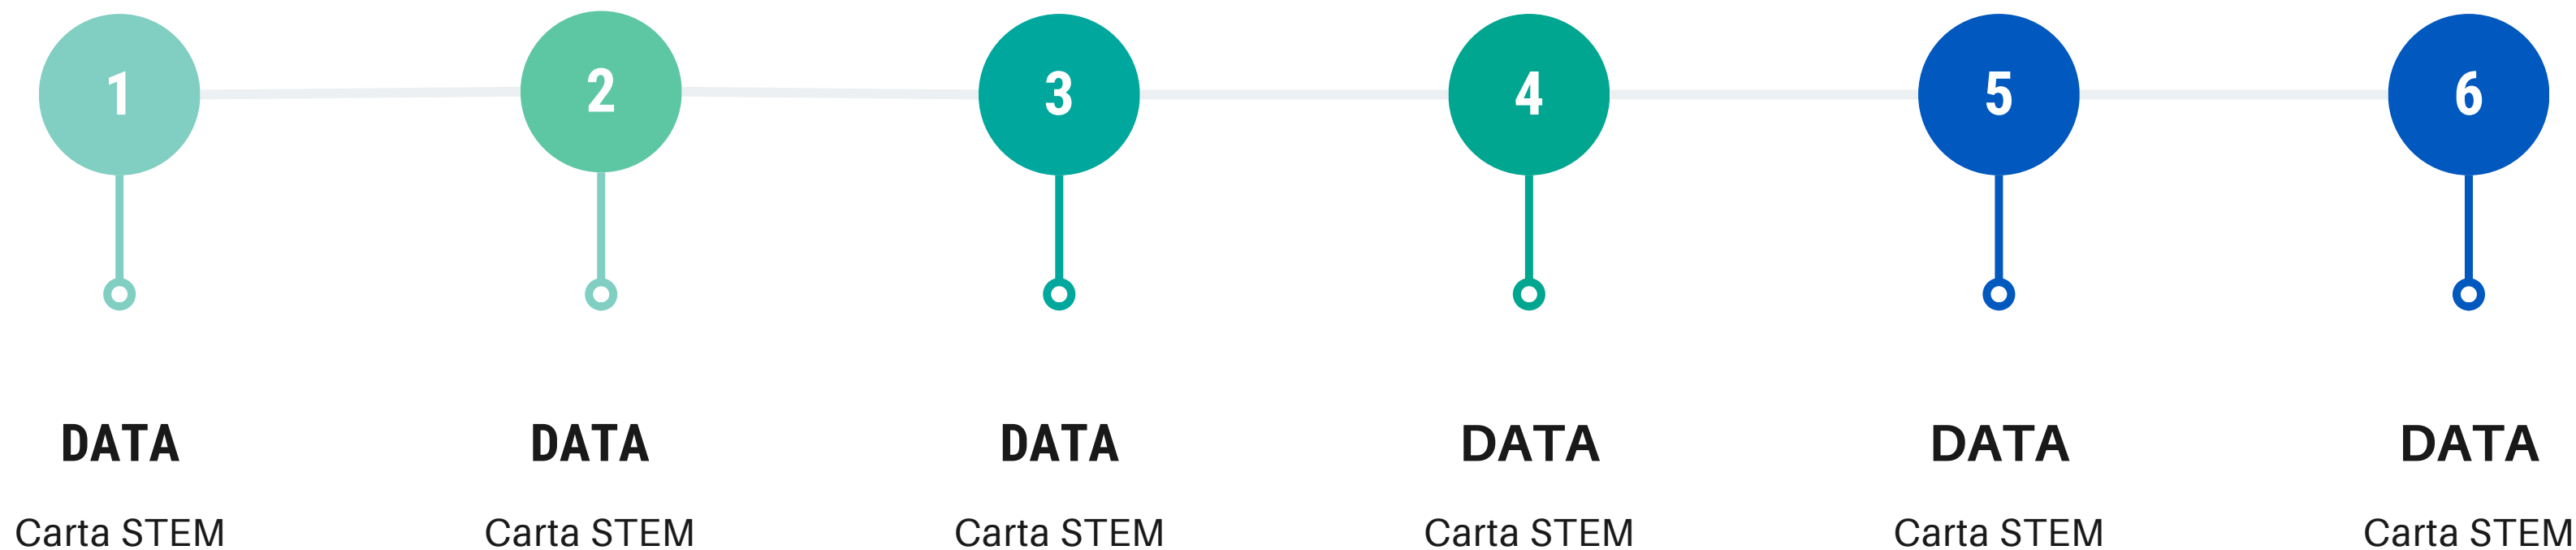 1 2 3 4 5 6
DATA DATA DATA DATA DATA DATA
Carta STEM Carta STEM Carta STEM Carta STEM Carta STEM Carta STEM